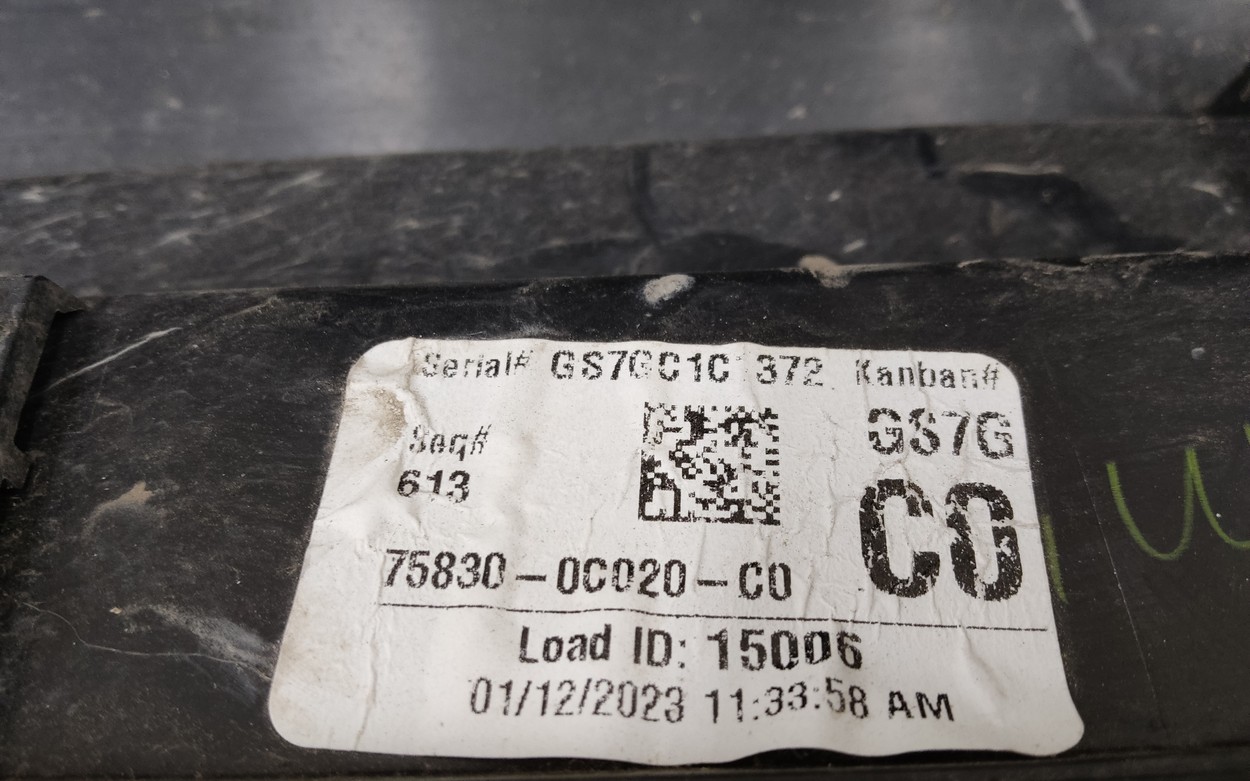 Serial# GS7GC1C 372 Kanban#
GS7G
Seq#
613
C0
75830-0C020-C0
Load ID: 15006
01/12/2023 11:33:58 AM